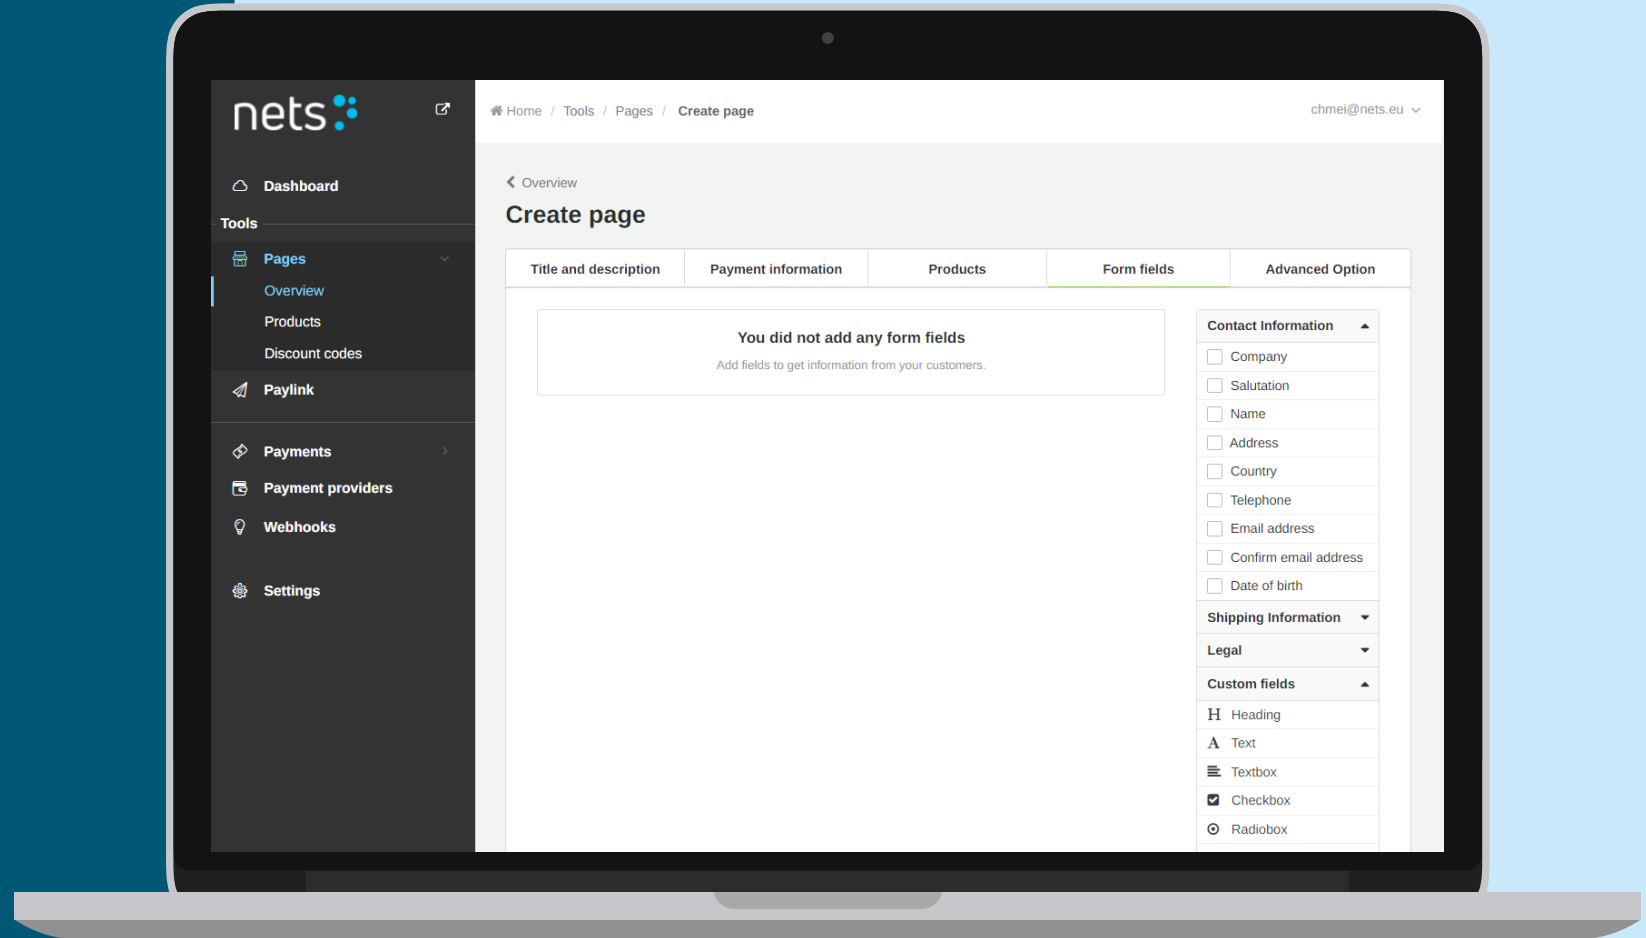 nets
Home / Tools / Pages / Create page
chmei@nets.eu
Dashboard
Tools
Pages
Overview
Products
Discount codes
Paylink
Payments
Payment providers
Webhooks
Settings
Overview
Create page
Title and description
Payment information
Products
Form fields
Advanced Option
You did not add any form fields
Add fields to get information from your customers.
Contact Information
Company
Salutation
Name
Address
Country
Telephone
Email address
Confirm email address
Date of birth
Shipping Information
Legal
Custom fields
H Heading
A Text
Textbox
Checkbox
Radiobox